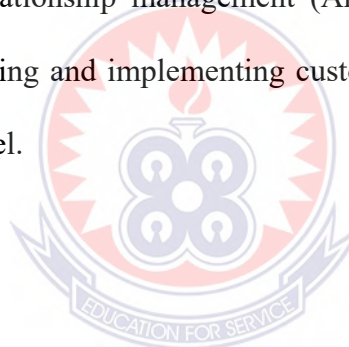 ationship management (A
ing and implementing custo
el.
EDUCATION FOR SERVICE